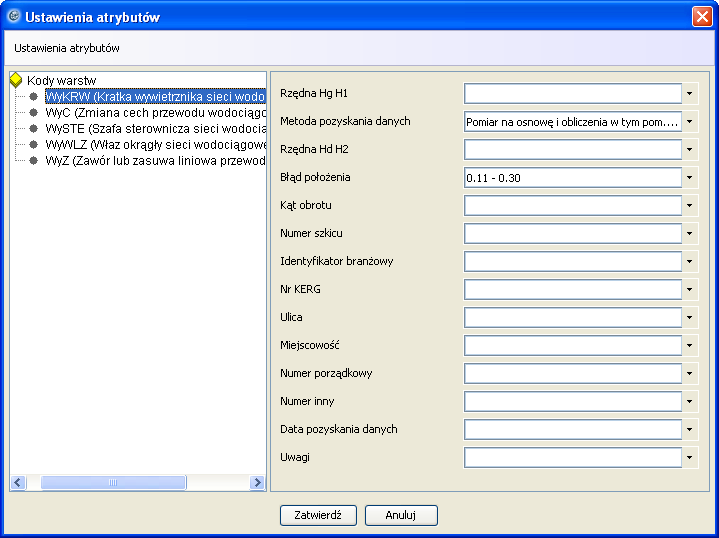 Ustawienia atrybutów
Ustawienia atrybutów
Kody warstw
WyKRW (Kratka wywietrznika sieci wodo
WyC (Zmiana cech przewodu wodociągo
WySTE (Szafa sterownicza sieci wodocią
WyWLZ (Właz okrągły sieci wodociągowe
WyZ (Zawór lub zasuwa liniowa przewod
Rzędna Hg H1
Metoda pozyskania danych Pomiar na osnowę i obliczenia w tym pom....
Rzędna Hd H2
Błąd położenia 0.11 - 0.30
Kąt obrotu
Numer szkicu
Identyfikator branżowy
Nr KERG
Ulica
Miejscowość
Numer porządkowy
Numer inny
Data pozyskania danych
Uwagi
Zatwierdź Anuluj